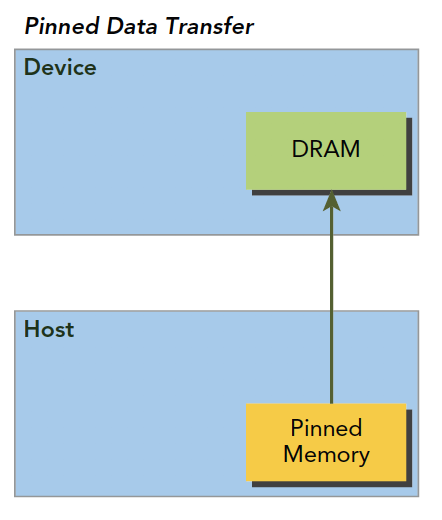 Pinned Data Transfer
Device
DRAM
Host
Pinned
Memory